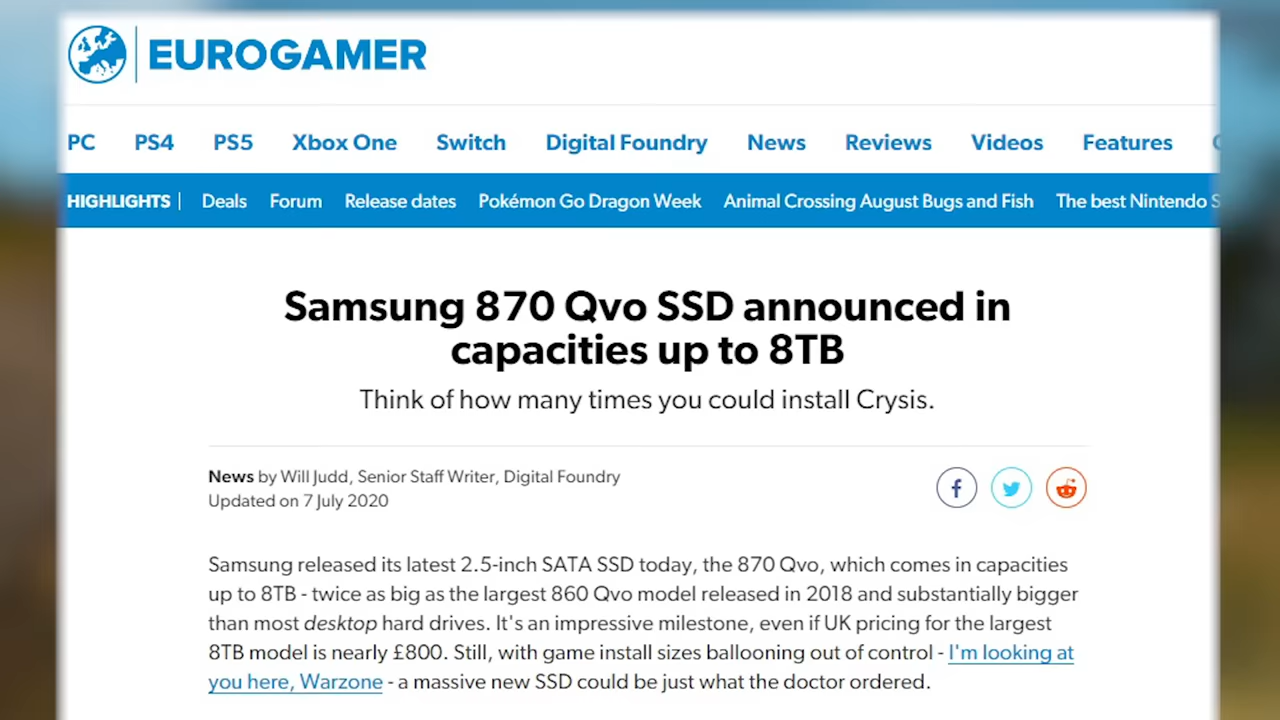 EUROGAMER
PC PS4 PS5 Xbox One Switch Digital Foundry News Reviews Videos Features
HIGHLIGHTS | Deals Forum Release dates Pokémon Go Dragon Week Animal Crossing August Bugs and Fish The best Nintendo S
Samsung 870 Qvo SSD announced in
capacities up to 8TB
Think of how many times you could install Crysis.
News by Will Judd, Senior Staff Writer, Digital Foundry
Updated on 7 July 2020
Samsung released its latest 2.5-inch SATA SSD today, the 870 Qvo, which comes in capacities
up to 8TB - twice as big as the largest 860 Qvo model released in 2018 and substantially bigger
than most desktop hard drives. It's an impressive milestone, even if UK pricing for the largest
8TB model is nearly £800. Still, with game install sizes ballooning out of control - I'm looking at
you here, Warzone - a massive new SSD could be just what the doctor ordered.